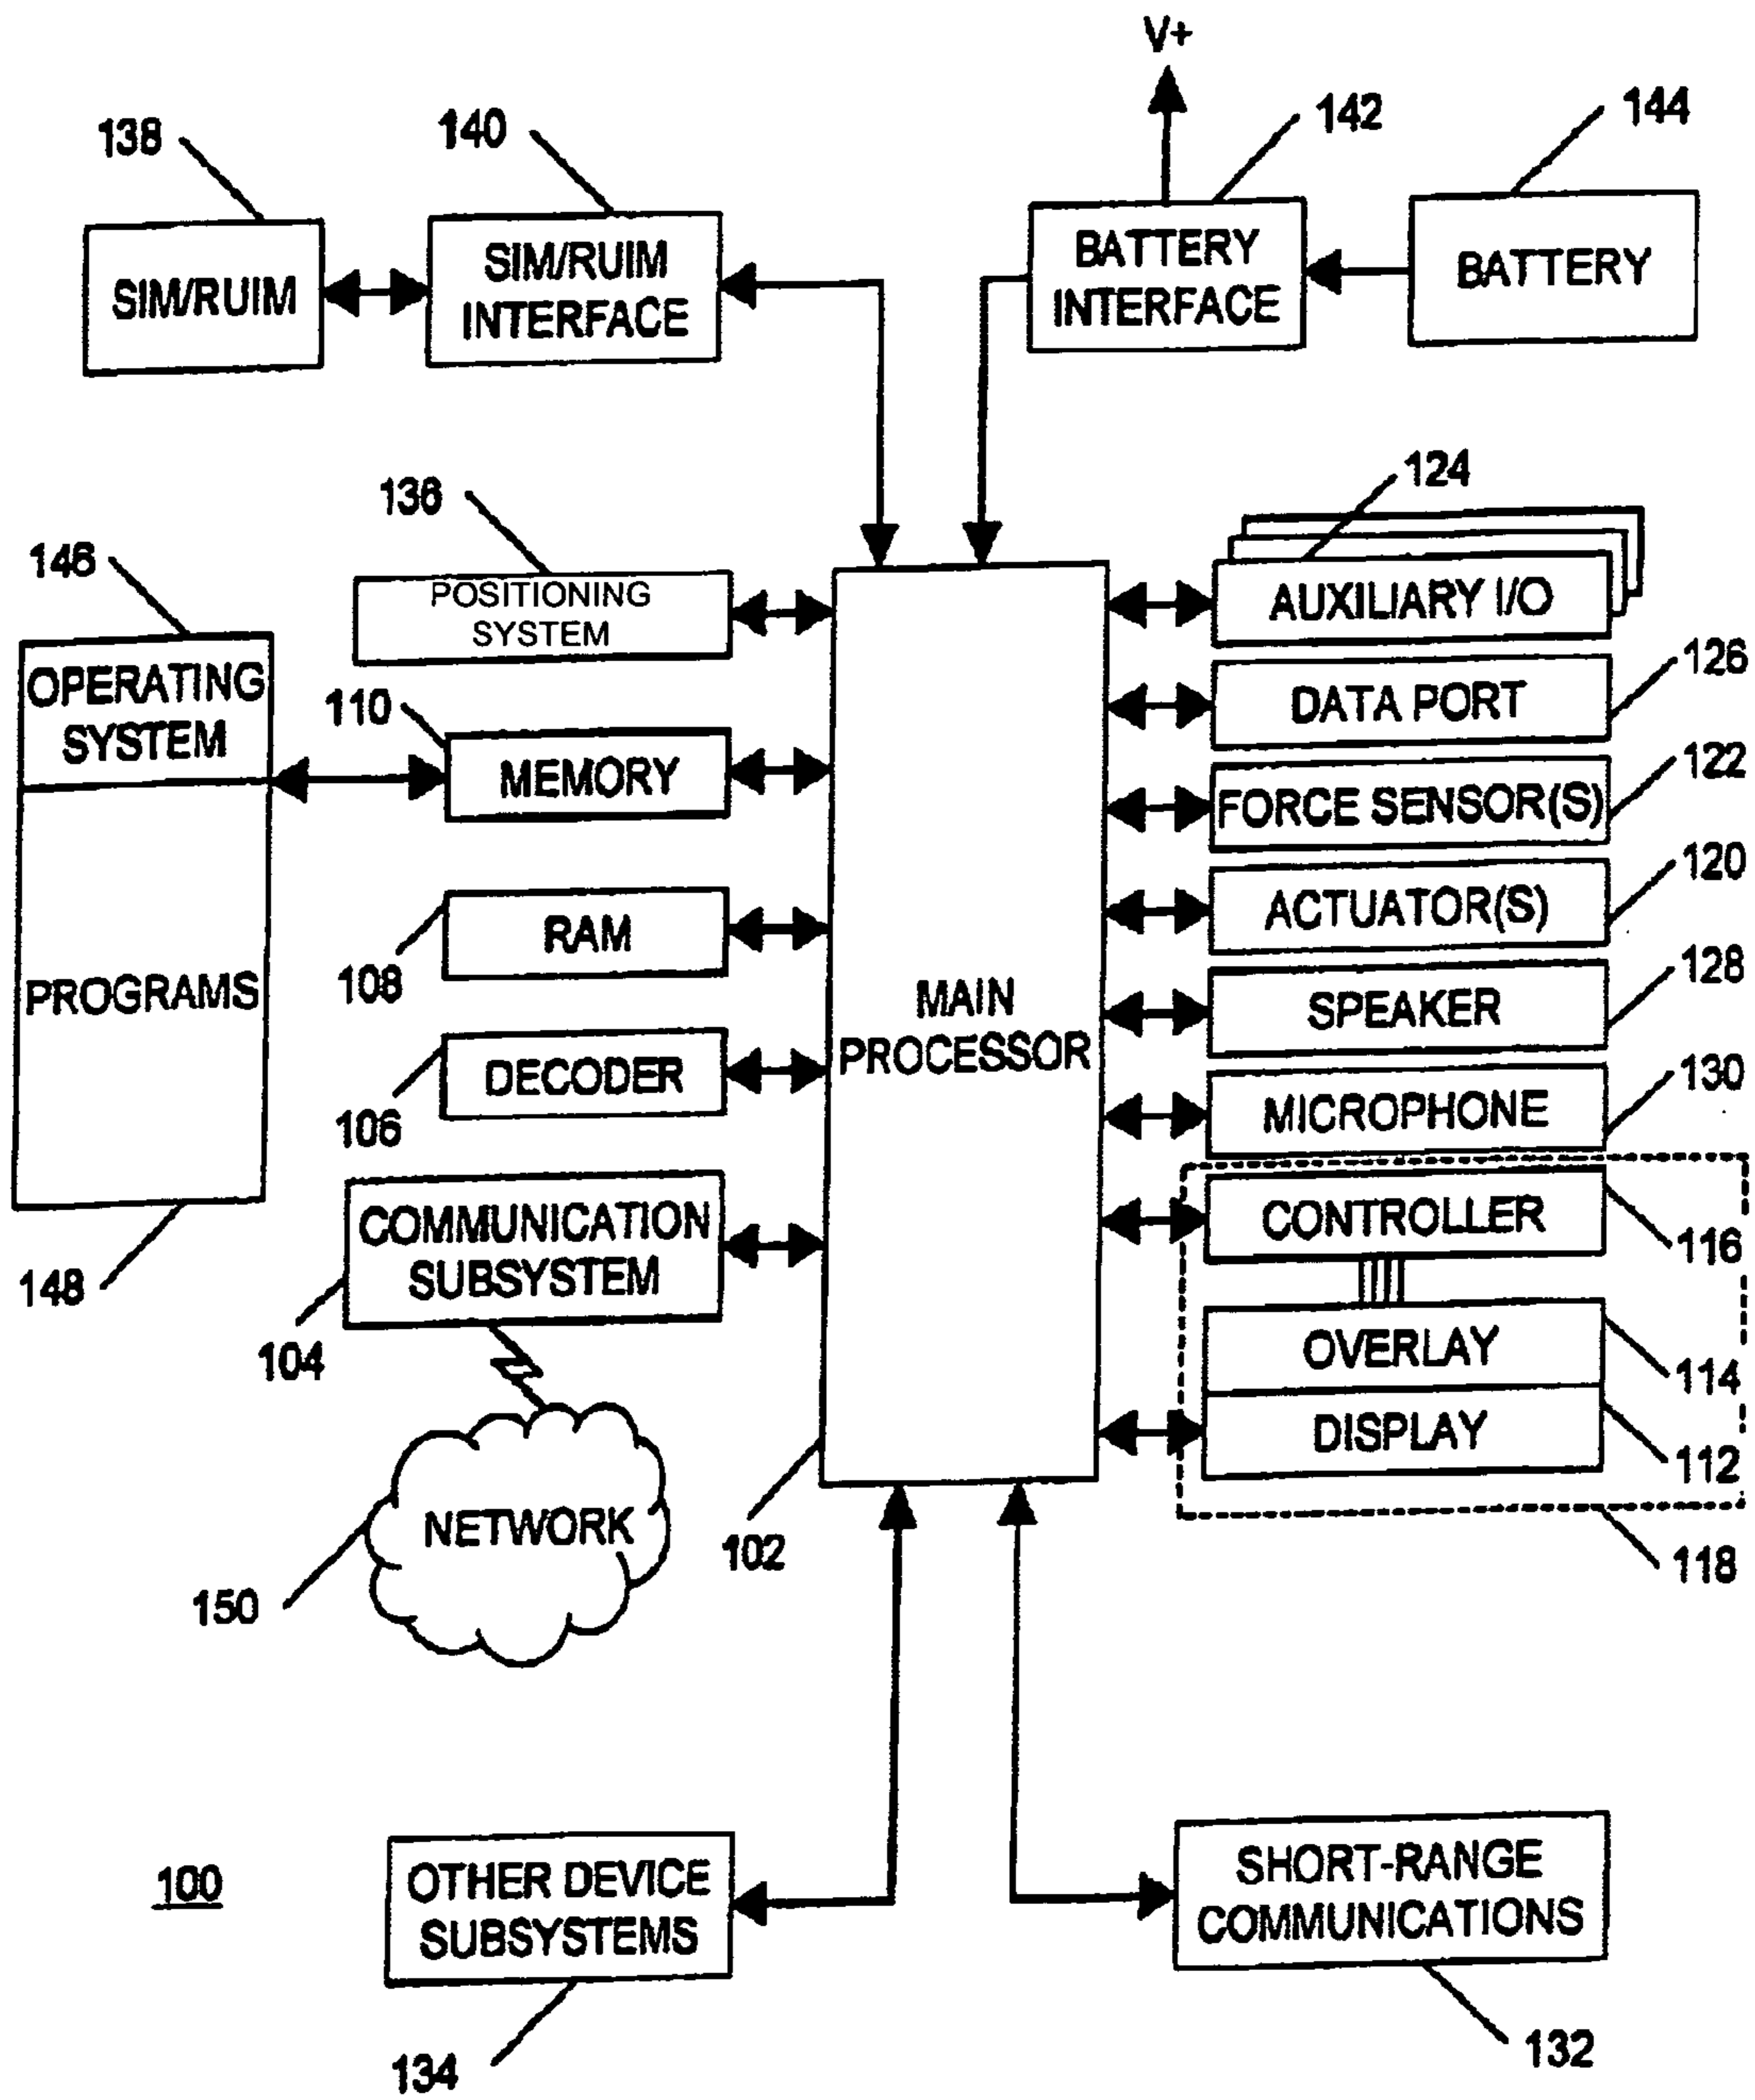 V+
138
140
142
144
SIM/RUIM
SIM/RUIM
INTERFACE
BATTERY
INTERFACE
BATTERY
136
124
146
POSITIONING
SYSTEM
AUXILIARY I/O
OPERATING
SYSTEM
110
MEMORY
DATA PORT
126
FORCE SENSOR(S)
122
RAM
108
ACTUATOR(S)
120
PROGRAMS
MAIN
PROCESSOR
SPEAKER
128
DECODER
106
MICROPHONE
130
148
COMMUNICATION
SUBSYSTEM
104
CONTROLLER
116
OVERLAY
114
DISPLAY
112
NETWORK
150
102
118
100
OTHER DEVICE
SUBSYSTEMS
134
SHORT-RANGE
COMMUNICATIONS
132